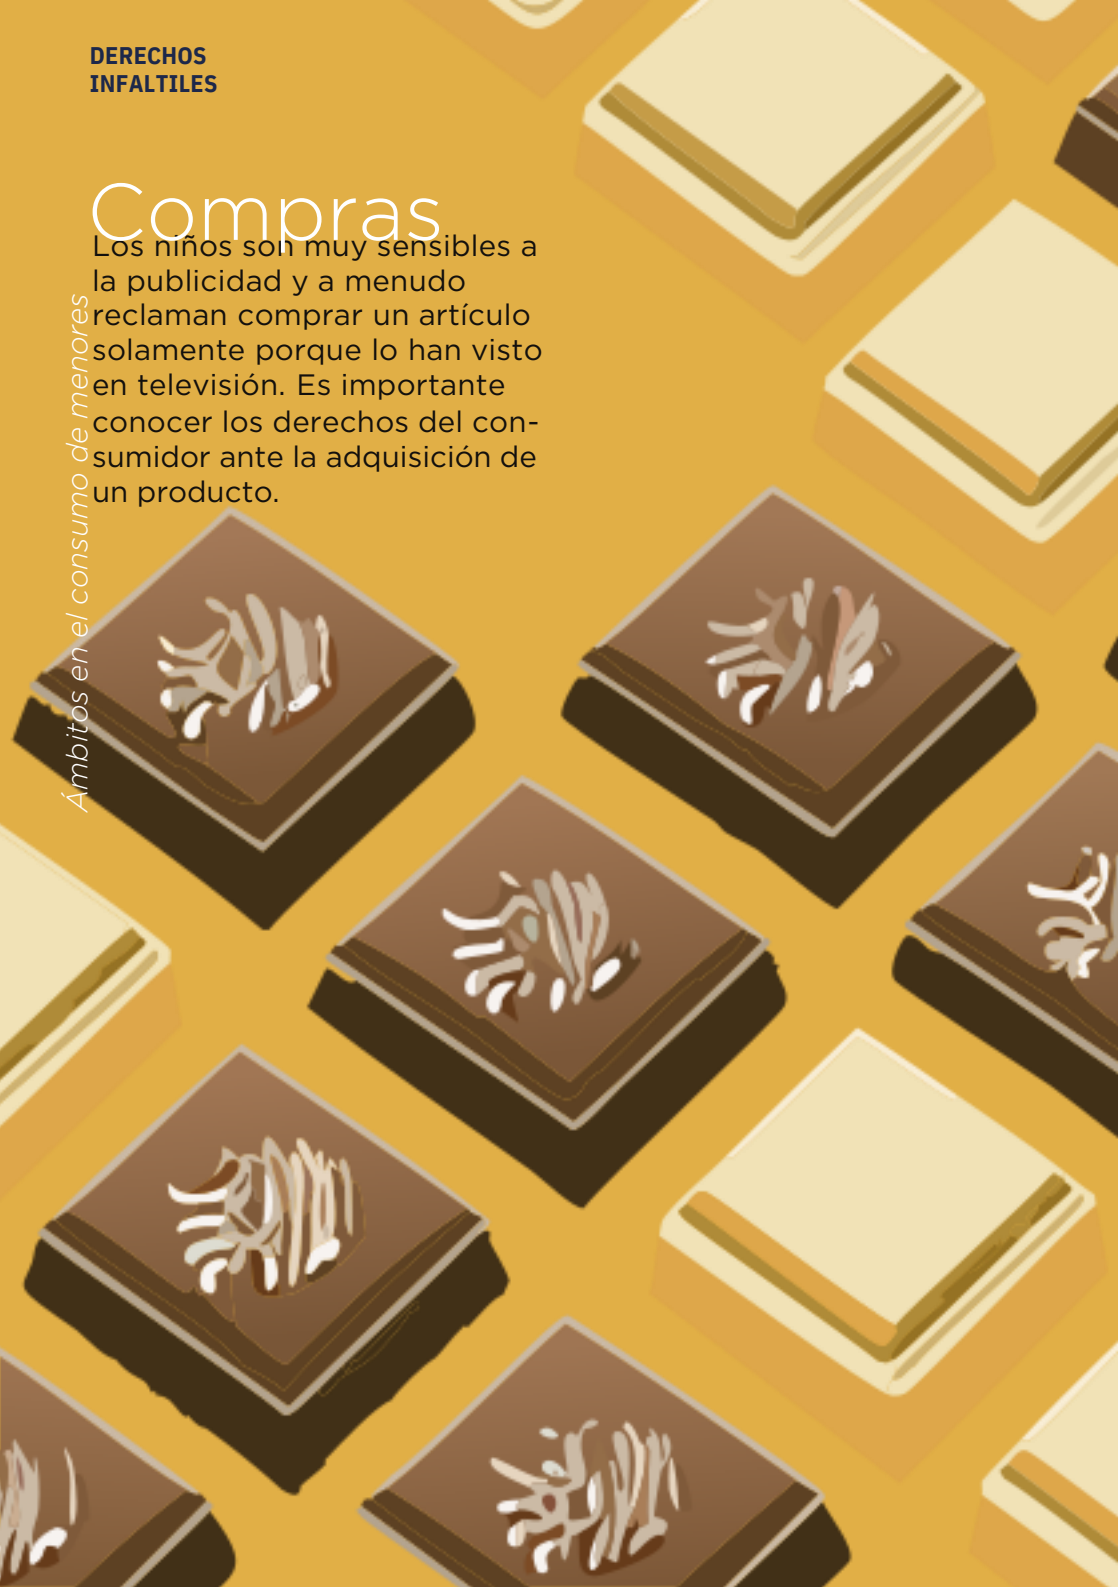 DERECHOS
INFALTILES
Compras
Los niños son muy sensibles a
la publicidad y a menudo
reclaman comprar un artículo
solamente porque lo han visto
en televisión. Es importante
conocer los derechos del con-
sumidor ante la adquisición de
un producto.
Ámbitos en el consumo de menores